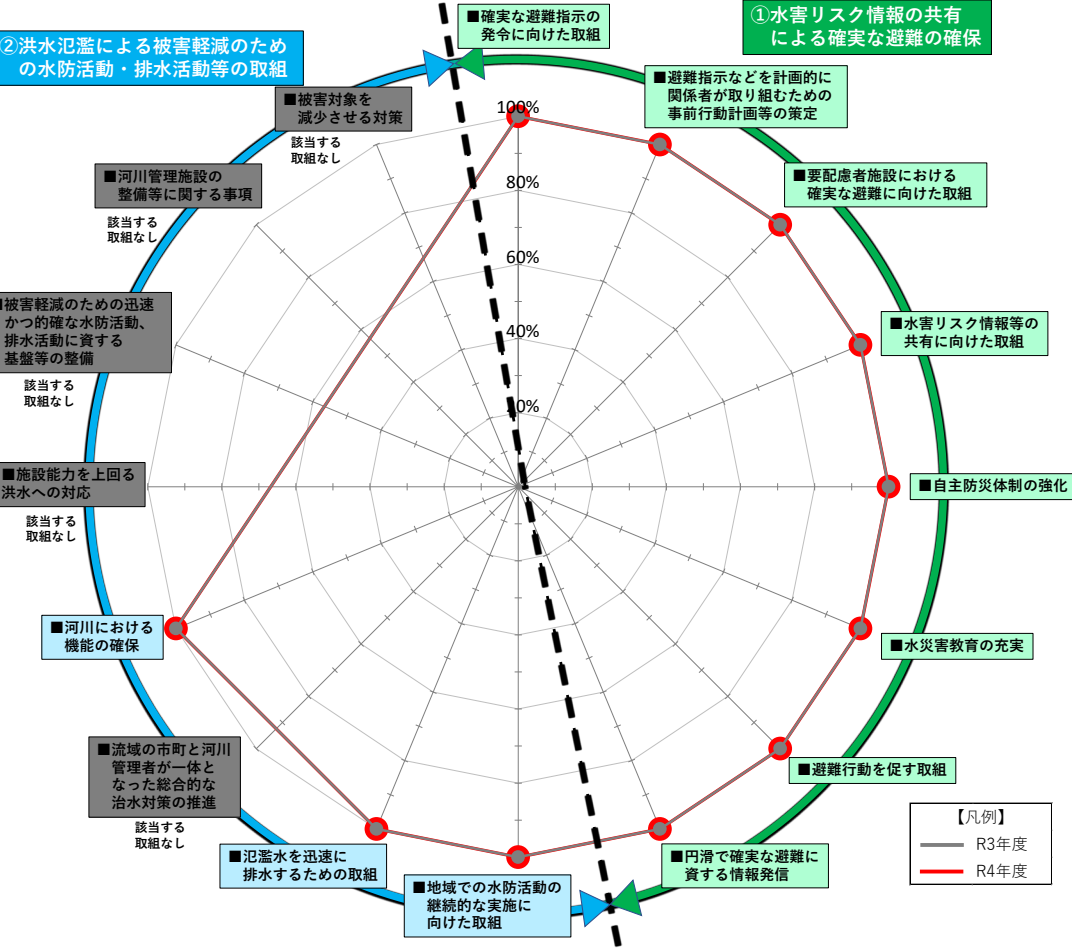 ①水害リスク情報の共有
による確実な避難の確保
②洪水氾濫による被害軽減のため
の水防活動・排水活動等の取組
■確実な避難指示の
発令に向けた取組
■避難指示などを計画的に
関係者が取り組むための
事前行動計画等の策定
■要配慮者施設における
確実な避難に向けた取組
■水害リスク情報等の
共有に向けた取組
■自主防災体制の強化
■水災害教育の充実
■避難行動を促す取組
■円滑で確実な避難に
資する情報発信
■地域での水防活動の
継続的な実施に
向けた取組
■氾濫水を迅速に
排水するための取組
■流域の市町と河川
管理者が一体と
なった総合的な
治水対策の推進
該当する
取組なし
■河川における
機能の確保
■施設能力を上回る
洪水への対応
該当する
取組なし
■被害軽減のための迅速
かつ的確な水防活動、
排水活動に資する
基盤等の整備
該当する
取組なし
■河川管理施設の
整備等に関する事項
該当する
取組なし
■被害対象を
減少させる対策
該当する
取組なし
100%
80%
60%
40%
20%
【凡例】
R3年度
R4年度